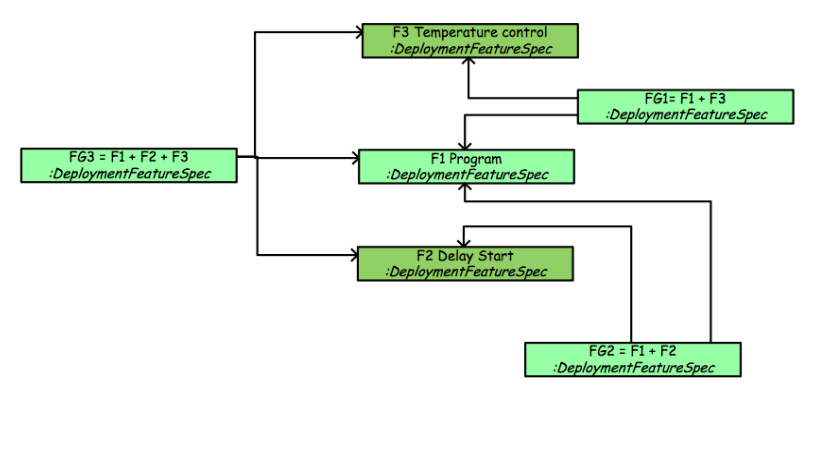 F3 Temperature control
:DeploymentFeatureSpec
FG1= F1 + F3
:DeploymentFeatureSpec
FG3 = F1 + F2 + F3
:DeploymentFeatureSpec
F1 Program
:DeploymentFeatureSpec
F2 Delay Start
:DeploymentFeatureSpec
FG2 = F1 + F2
:DeploymentFeatureSpec